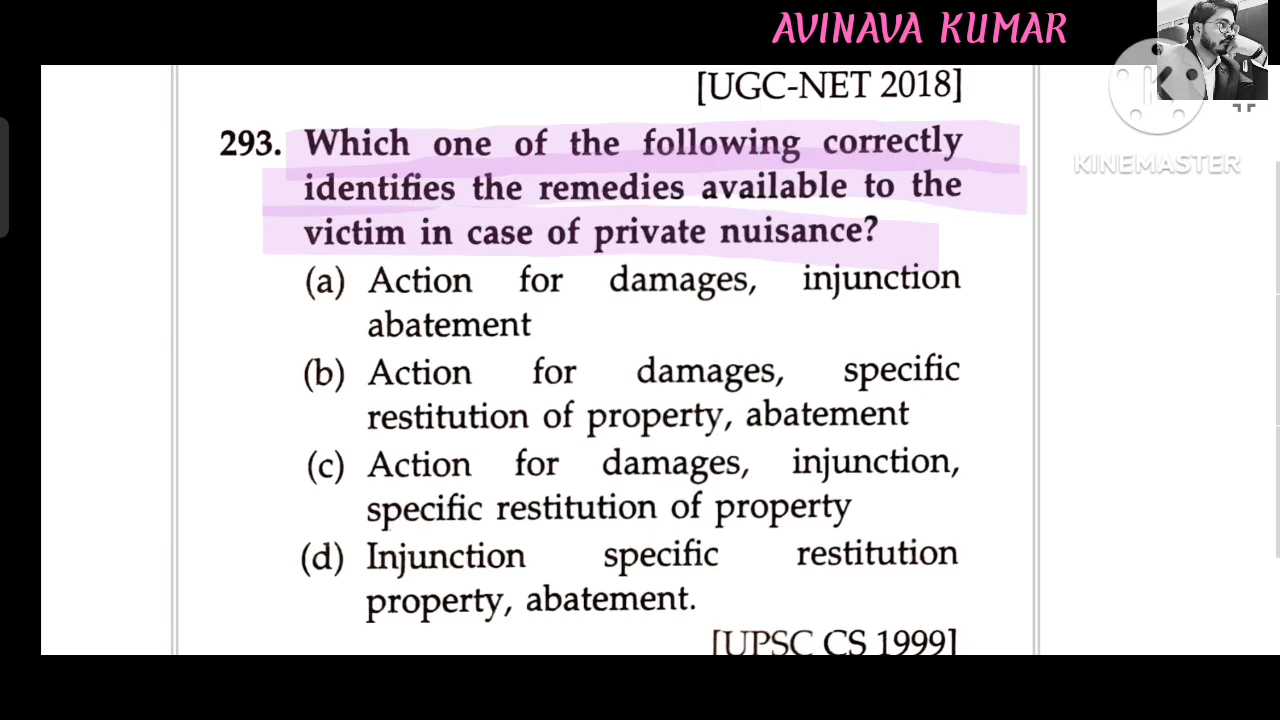 AVINAVA KUMAR
[UGC-NET 2018]
293. Which one of the following correctly
identifies the remedies available to the
victim in case of private nuisance?
(a) Action for damages, injunction
abatement
(b) Action for damages, specific
restitution of property, abatement
(c) Action for damages, injunction,
specific restitution of property
(d) Injunction specific restitution
property, abatement.
[UPSC CS 1999]
K
KINEMASTER